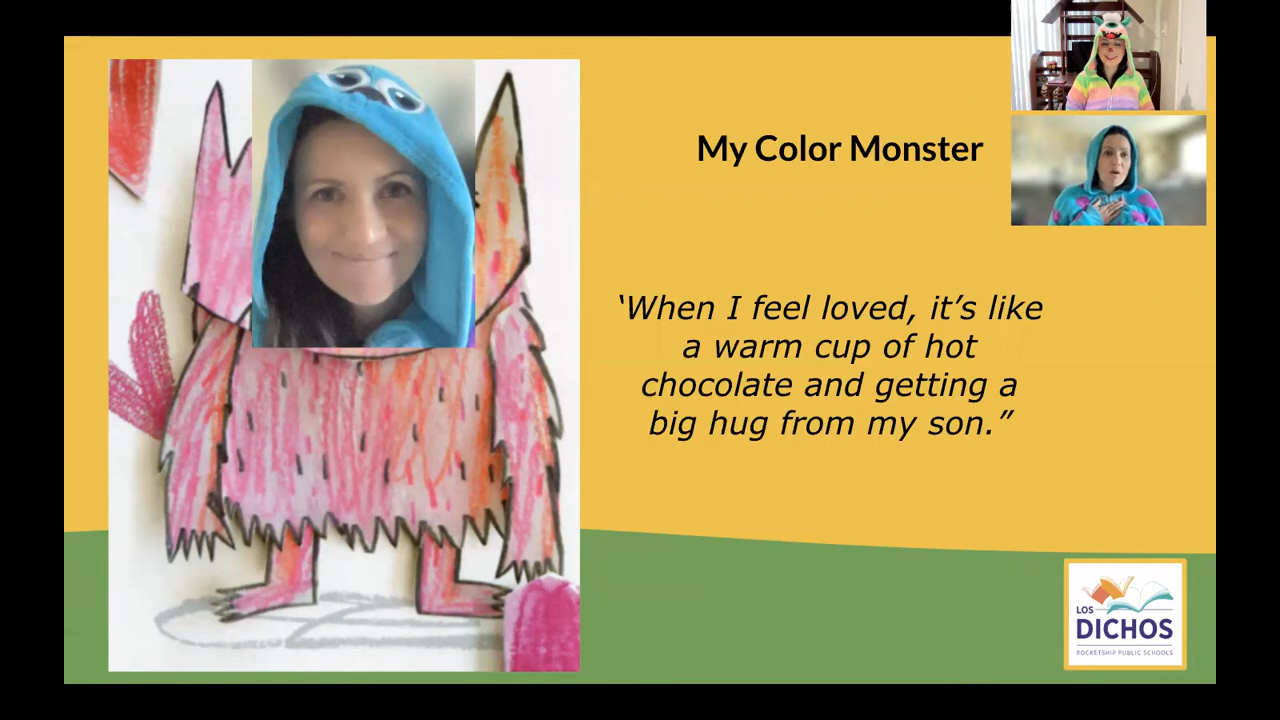 My Color Monster
‘When I feel loved, it’s like
a warm cup of hot
chocolate and getting a
big hug from my son.”
LOS
DICHOS
ROCKETSHIP PUBLIC SCHOOLS